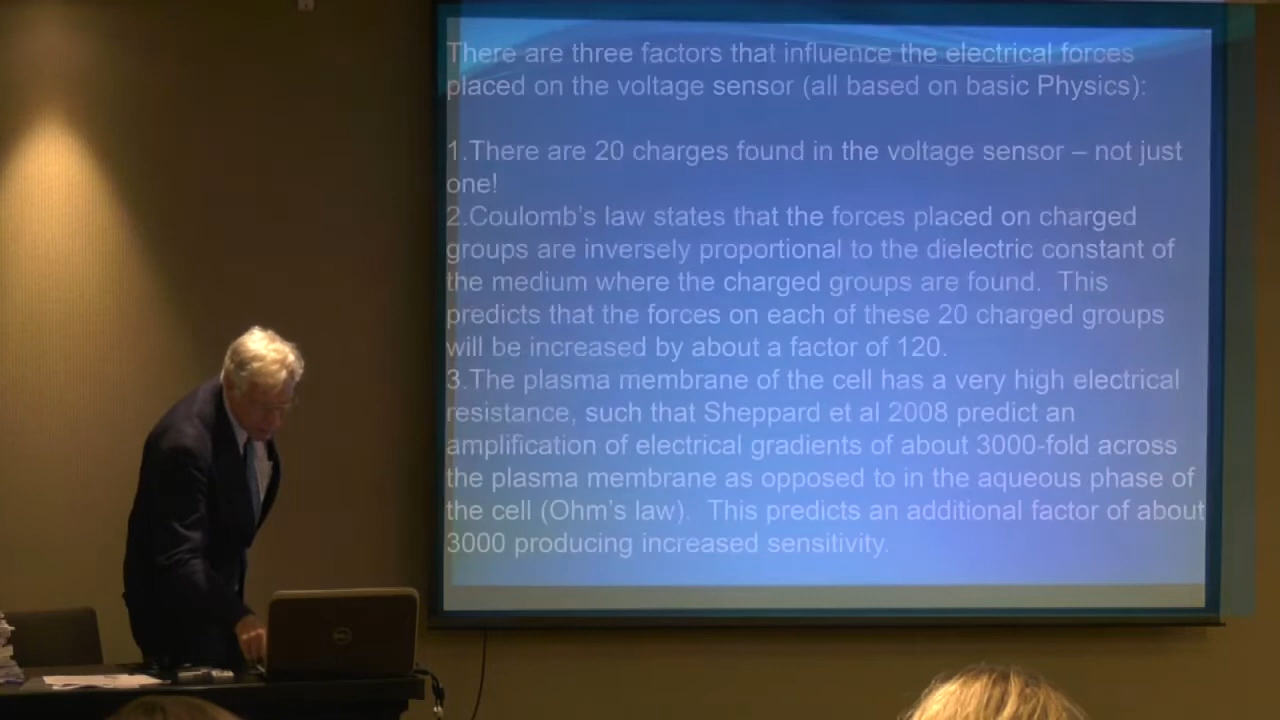 There are three factors that influence the electrical forces
placed on the voltage sensor (all based on basic Physics):
1.There are 20 charges found in the voltage sensor – not just
one!
2.Coulomb's law states that the forces placed on charged
groups are inversely proportional to the dielectric constant of
the medium where the charged groups are found.  This
predicts that the forces on each of these 20 charged groups
will be increased by about a factor of 120.
3.The plasma membrane of the cell has a very high electrical
resistance, such that Sheppard et al 2008 predict an
amplification of electrical gradients of about 3000-fold across
the plasma membrane as opposed to in the aqueous phase of
the cell (Ohm's law).  This predicts an additional factor of about
3000 producing increased sensitivity.
DELL